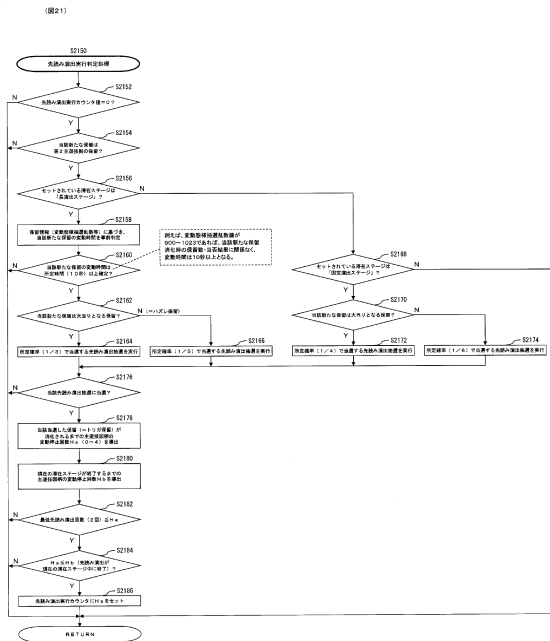 (図21)
S2150
先読み演出実行判定処理
S2152
N
先読み演出実行カウンタ値=0?
Y
S2154
N
当該新たな保留は
第2主遊技側の保留?
Y
S2156
セットされている滞在ステージは
「長演出ステージ」?
N
Y
S2158
保留情報(変動態様抽選乱数等)に基づき、
当該新たな保留の変動時間を事前判定
例えば、変動態様抽選乱数値が
900~1023であれば、当該新たな保留
消化時の保留数・当否結果に関係なく、
変動時間は10秒以上となる。
S2160
N
当該新たな保留の変動時間は
所定時間(10秒)以上確定?
Y
S2168
セットされている滞在ステージは
「固定演出ステージ」?
N
Y
S2162
当該新たな保留は大当りとなる保留?
N(=ハズレ保留)
Y
S2170
当該新たな保留は大当りとなる保留?
N
Y
S2164
所定確率(1/3)で当選する先読み演出抽選を実行
S2166
所定確率(1/5)で当選する先読み演出抽選を実行
S2172
所定確率(1/4)で当選する先読み演出抽選を実行
S2174
所定確率(1/6)で当選する先読み演出抽選を実行
S2176
N
当該先読み演出抽選に当選?
Y
S2178
当該当選した保留(=トリガ保留)が
消化されるまでの主遊技図柄の
変動停止回数Ha(0~4)を導出
S2180
現在の滞在ステージが終了するまでの
主遊技図柄の変動停止回数Hbを導出
S2182
N
最低先読み演出回数(2回)≦Ha
Y
S2184
N
Ha≦Hb(先読み演出が
現在の滞在ステージ中に終了)?
Y
S2186
先読み演出実行カウンタにHaをセット
RETURN